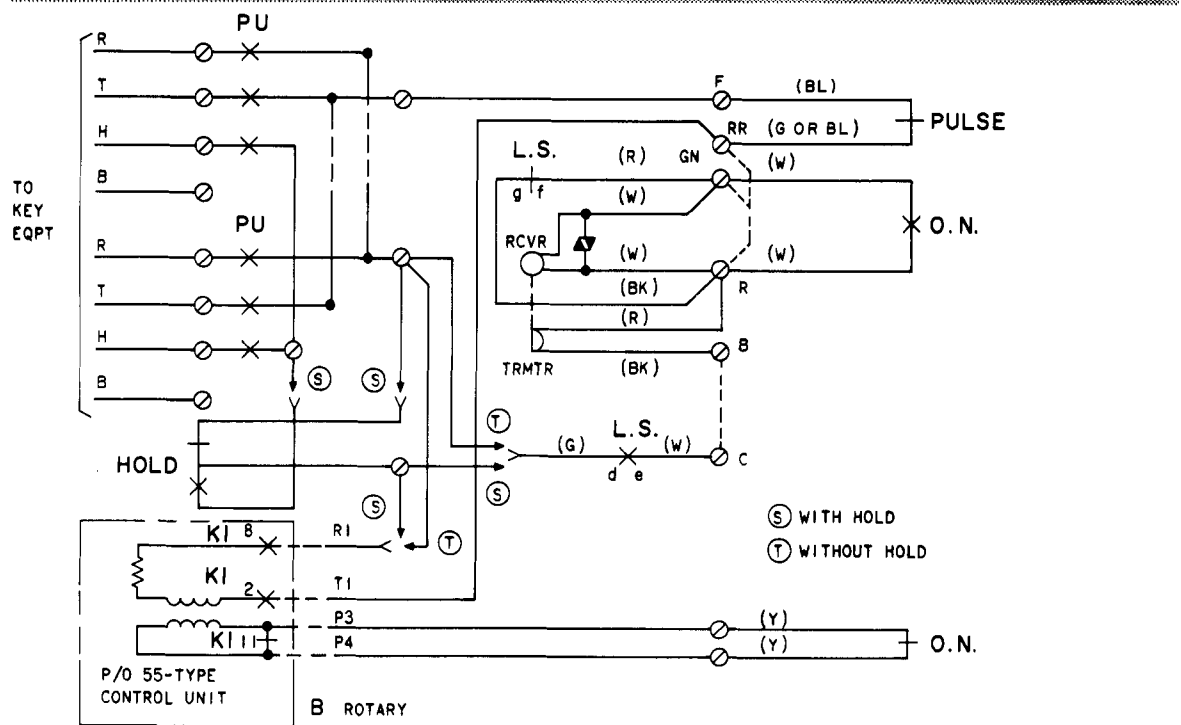 PU
R
T
F
(BL)
PULSE
RR
(G OR BL)
H
L.S.
(R)
GN
(W)
g f
(W)
B
TO
KEY
EQPT
PU
RCVR
O.N.
R
(W)
(W)
(BK)
R
T
(R)
H
TRMTR
(BK)
B
S
S
B
T
L.S.
(G)
(W)
HOLD
d e
C
S
S
S WITH HOLD
K1 8
R1
T
T WITHOUT HOLD
K1
2
T1
P3
(Y)
K1 11
P4
(Y)
O.N.
P/O 55-TYPE
CONTROL UNIT
B ROTARY